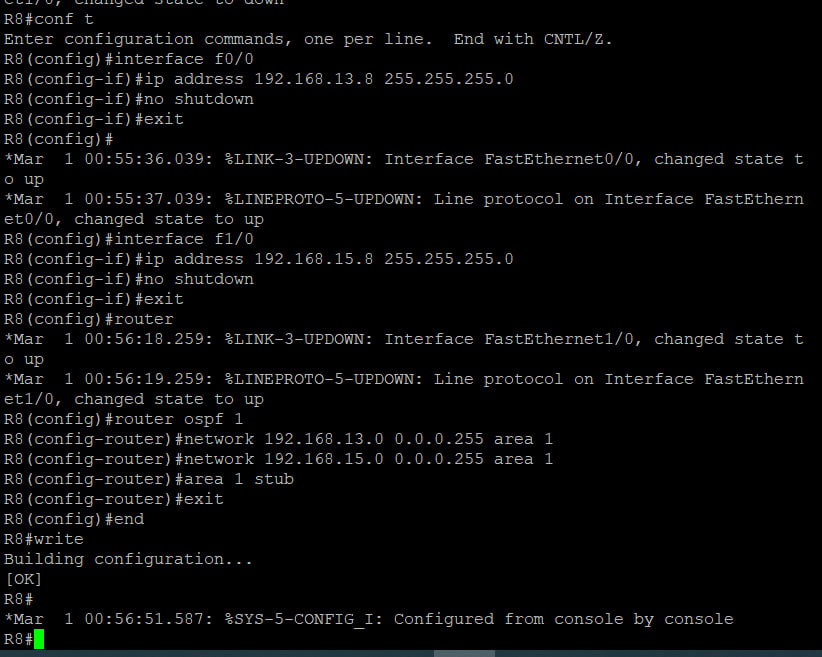 et1/0, changed state to down
R8#conf t
Enter configuration commands, one per line.  End with CNTL/Z.
R8(config)#interface f0/0
R8(config-if)#ip address 192.168.13.8 255.255.255.0
R8(config-if)#no shutdown
R8(config-if)#exit
R8(config)#
*Mar  1 00:55:36.039: %LINK-3-UPDOWN: Interface FastEthernet0/0, changed state t
o up
*Mar  1 00:55:37.039: %LINEPROTO-5-UPDOWN: Line protocol on Interface FastEthern
et0/0, changed state to up
R8(config)#interface f1/0
R8(config-if)#ip address 192.168.15.8 255.255.255.0
R8(config-if)#no shutdown
R8(config-if)#exit
R8(config)#router
*Mar  1 00:56:18.259: %LINK-3-UPDOWN: Interface FastEthernet1/0, changed state t
o up
*Mar  1 00:56:19.259: %LINEPROTO-5-UPDOWN: Line protocol on Interface FastEthern
et1/0, changed state to up
R8(config)#router ospf 1
R8(config-router)#network 192.168.13.0 0.0.0.255 area 1
R8(config-router)#network 192.168.15.0 0.0.0.255 area 1
R8(config-router)#area 1 stub
R8(config-router)#exit
R8(config)#end
R8#write
Building configuration...
[OK]
R8#
*Mar  1 00:56:51.587: %SYS-5-CONFIG_I: Configured from console by console
R8#